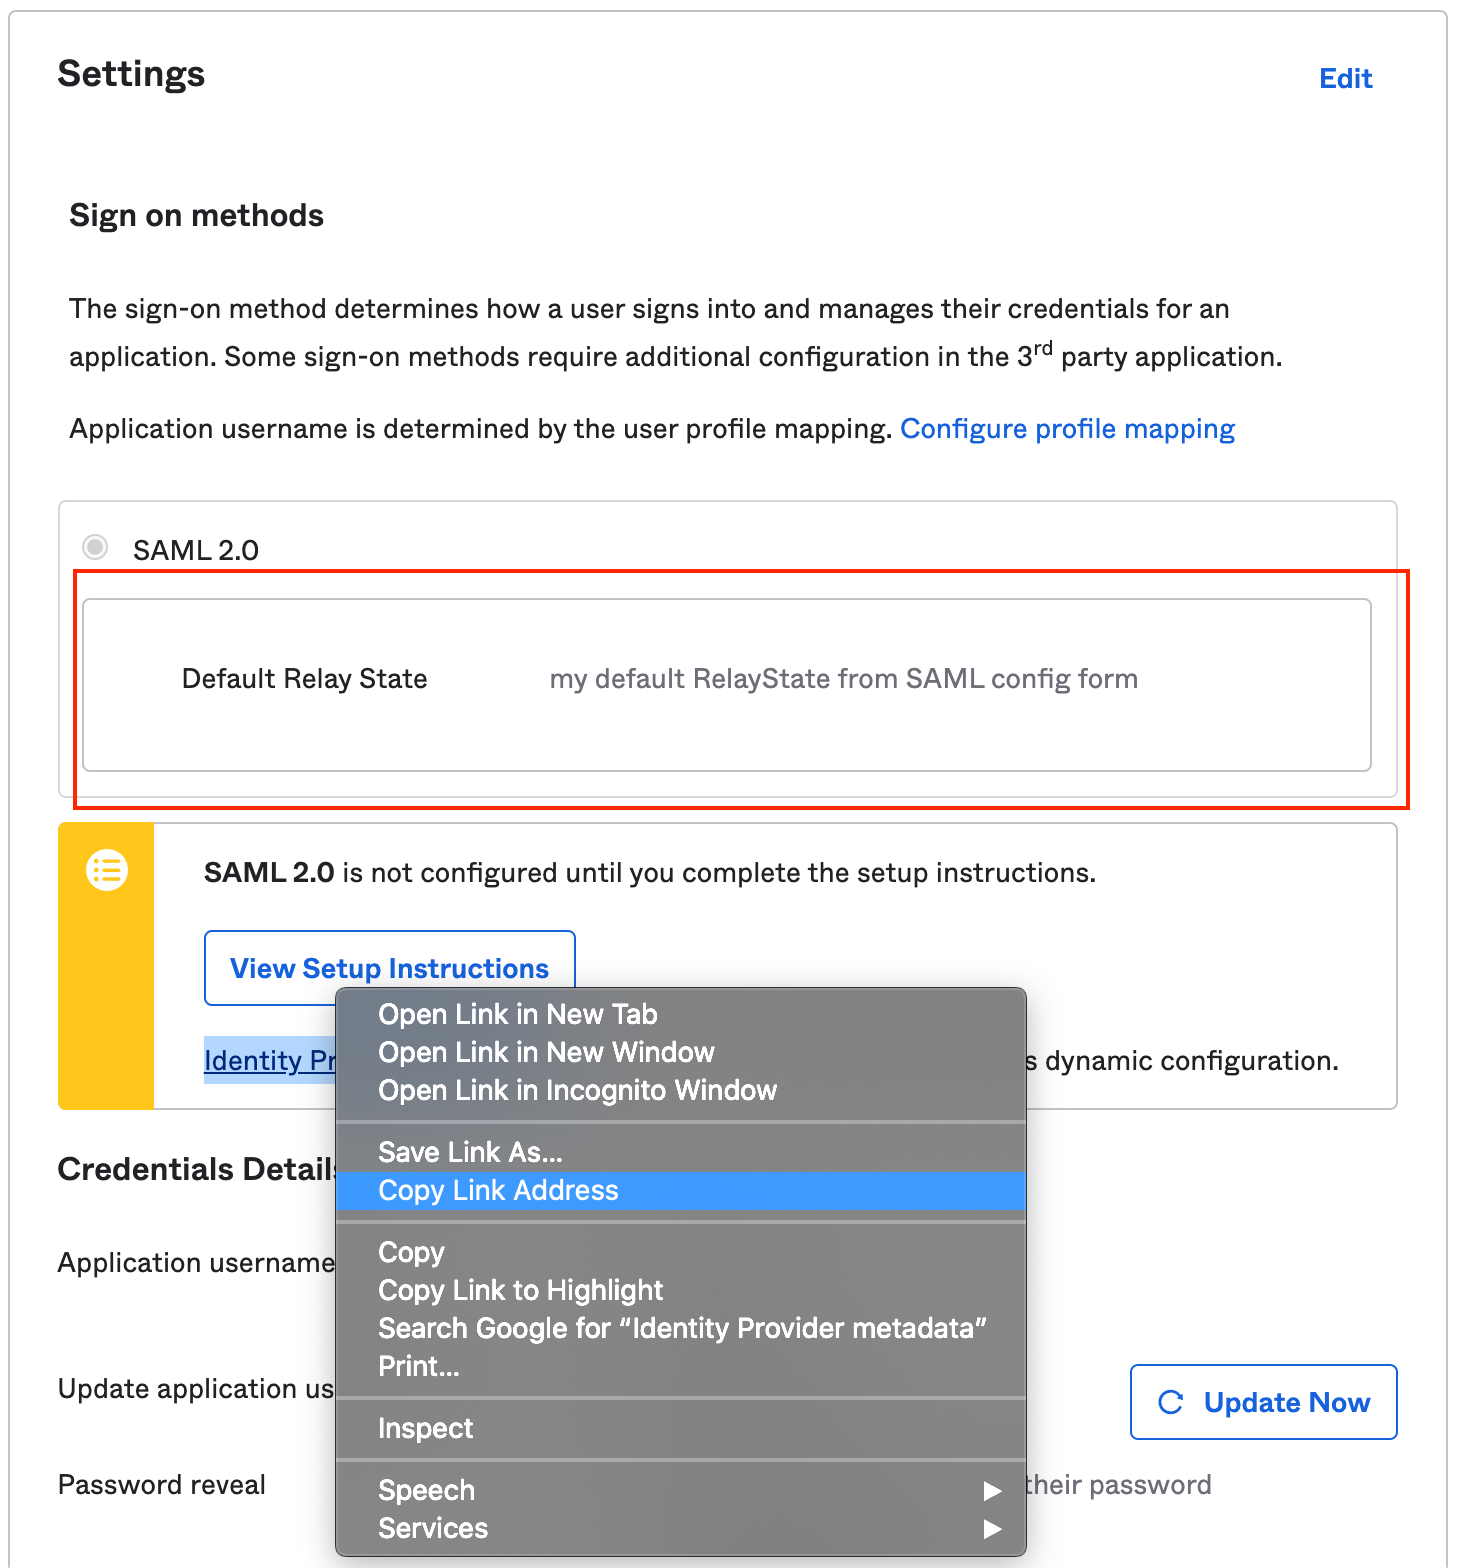 Settings
Edit
Sign on methods
The sign-on method determines how a user signs into and manages their credentials for an
application. Some sign-on methods require additional configuration in the 3rd party application.
Application username is determined by the user profile mapping. Configure profile mapping
SAML 2.0
Default Relay State my default RelayState from SAML config form
SAML 2.0 is not configured until you complete the setup instructions.
View Setup Instructions
Open Link in New Tab
Open Link in New Window
Identity Pr s dynamic configuration.
Open Link in Incognito Window
Save Link As...
Credentials Details
Copy Link Address
Copy
Application username
Copy Link to Highlight
Search Google for “Identity Provider metadata”
Print...
Update application us
Update Now
Inspect
Password reveal their password
Speech
Services